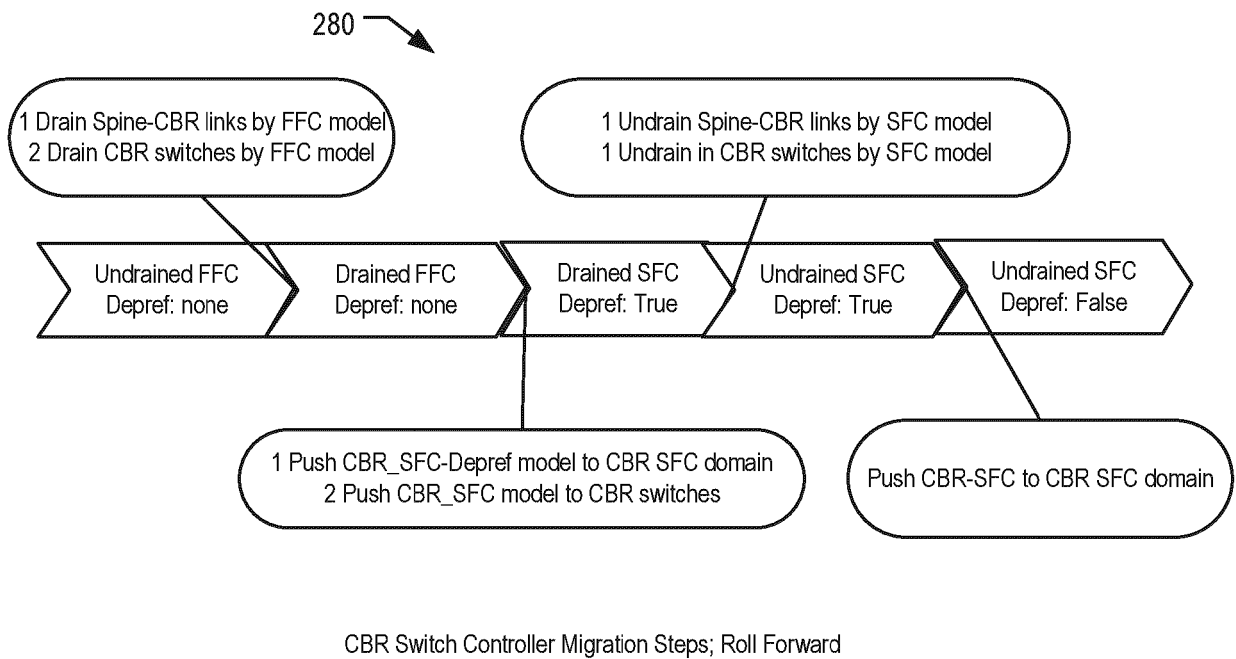 280
1 Drain Spine-CBR links by FFC model
2 Drain CBR switches by FFC model
1 Undrain Spine-CBR links by SFC model
1 Undrain in CBR switches by SFC model
Undrained FFC
Depref: none
Drained FFC
Depref: none
Drained SFC
Depref: True
Undrained SFC
Depref: True
Undrained SFC
Depref: False
1 Push CBR_SFC-Depref model to CBR SFC domain
2 Push CBR_SFC model to CBR switches
Push CBR-SFC to CBR SFC domain
CBR Switch Controller Migration Steps; Roll Forward